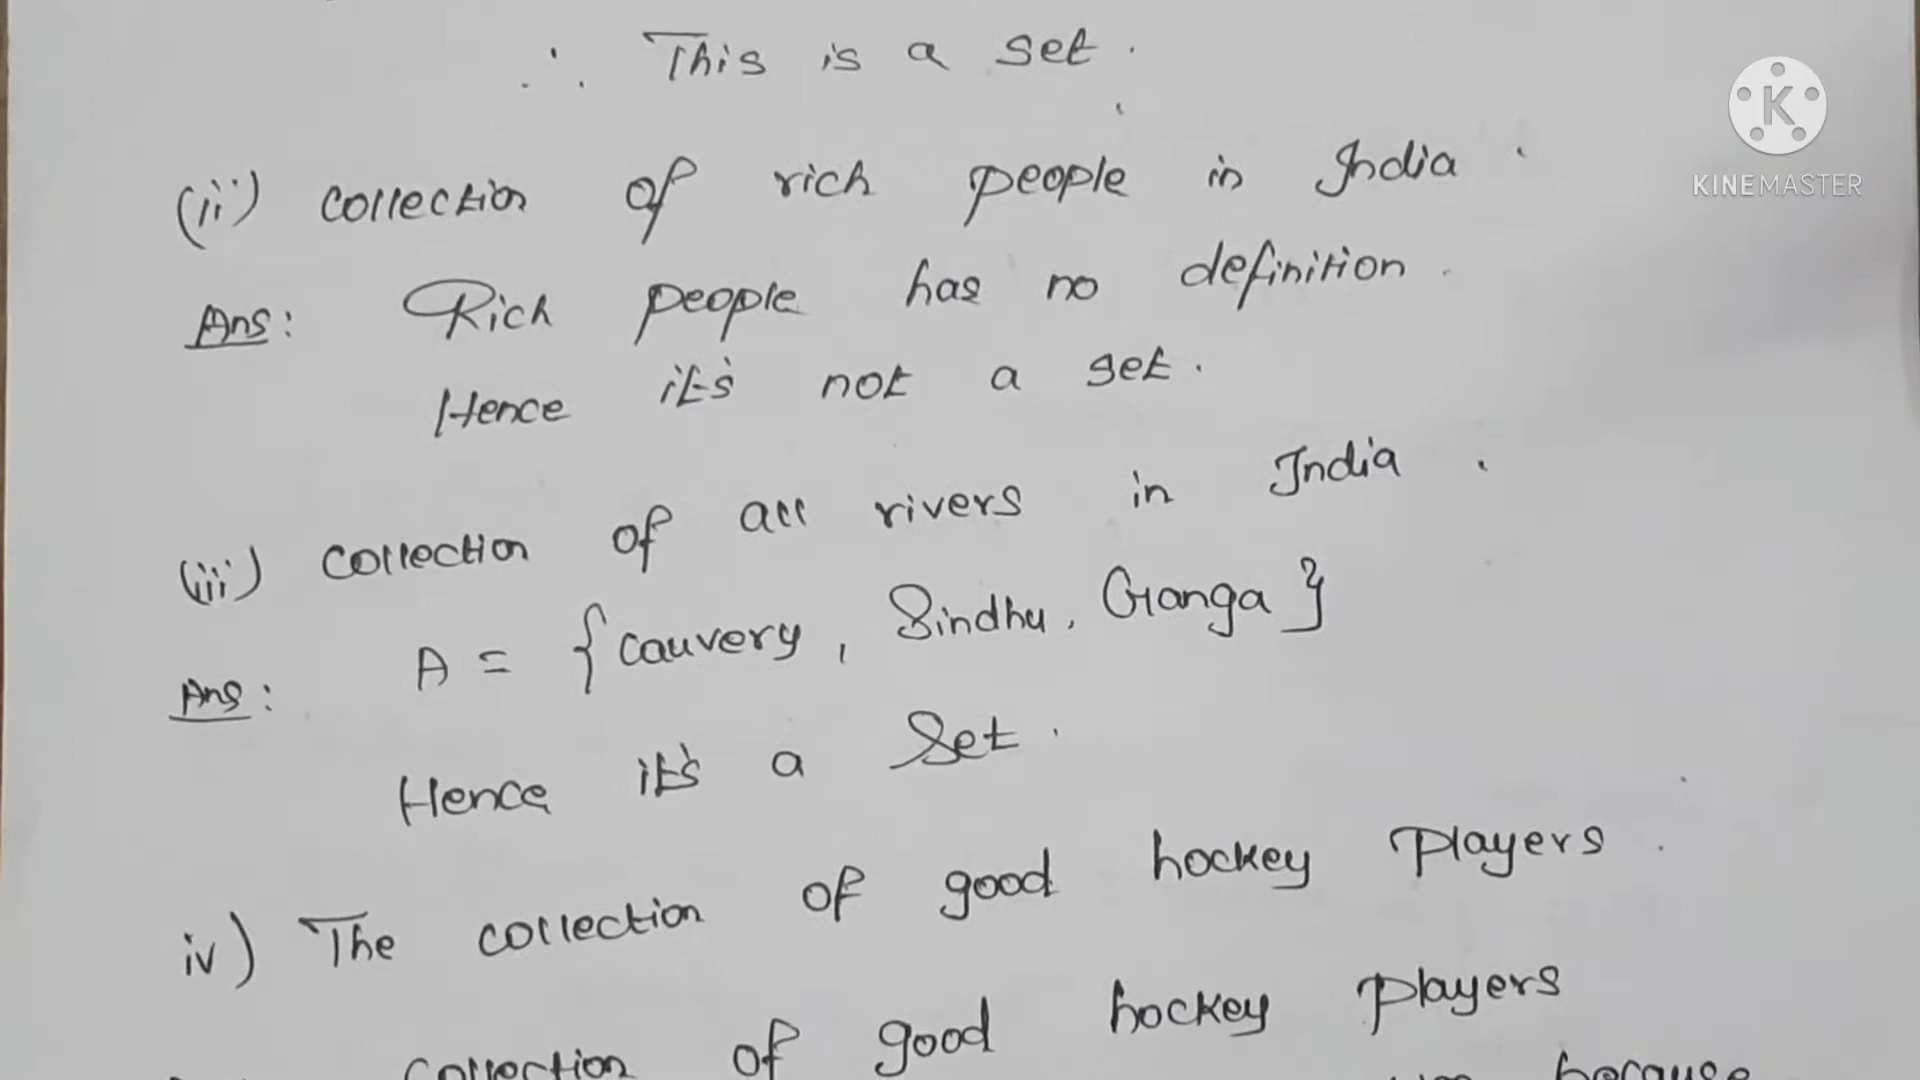 ∴ This is a set.
K
KINEMASTER
(ii) collection of rich people in India.
Ans: Rich people has no definition.
Hence it's not a set.
(iii) collection of all rivers in India.
Ans: A = {cauvery, Sindhu, Ganga}
Hence it's a Set.
iv) The collection of good hockey players.
collection of good hockey players
because